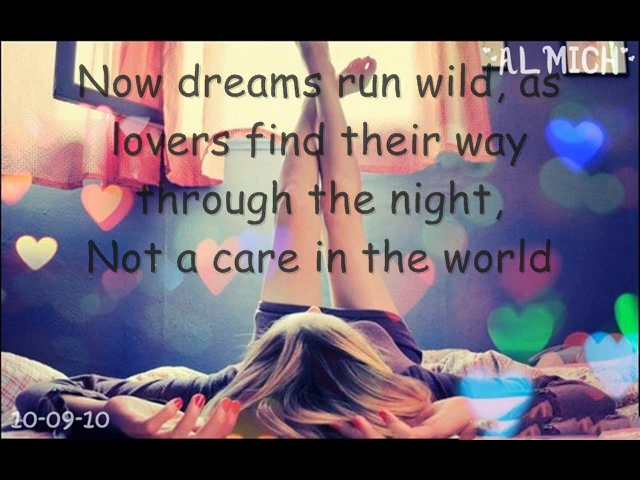 AL MICH
Now dreams run wild, as
lovers find their way
through the night,
Not a care in the world
10-09-10